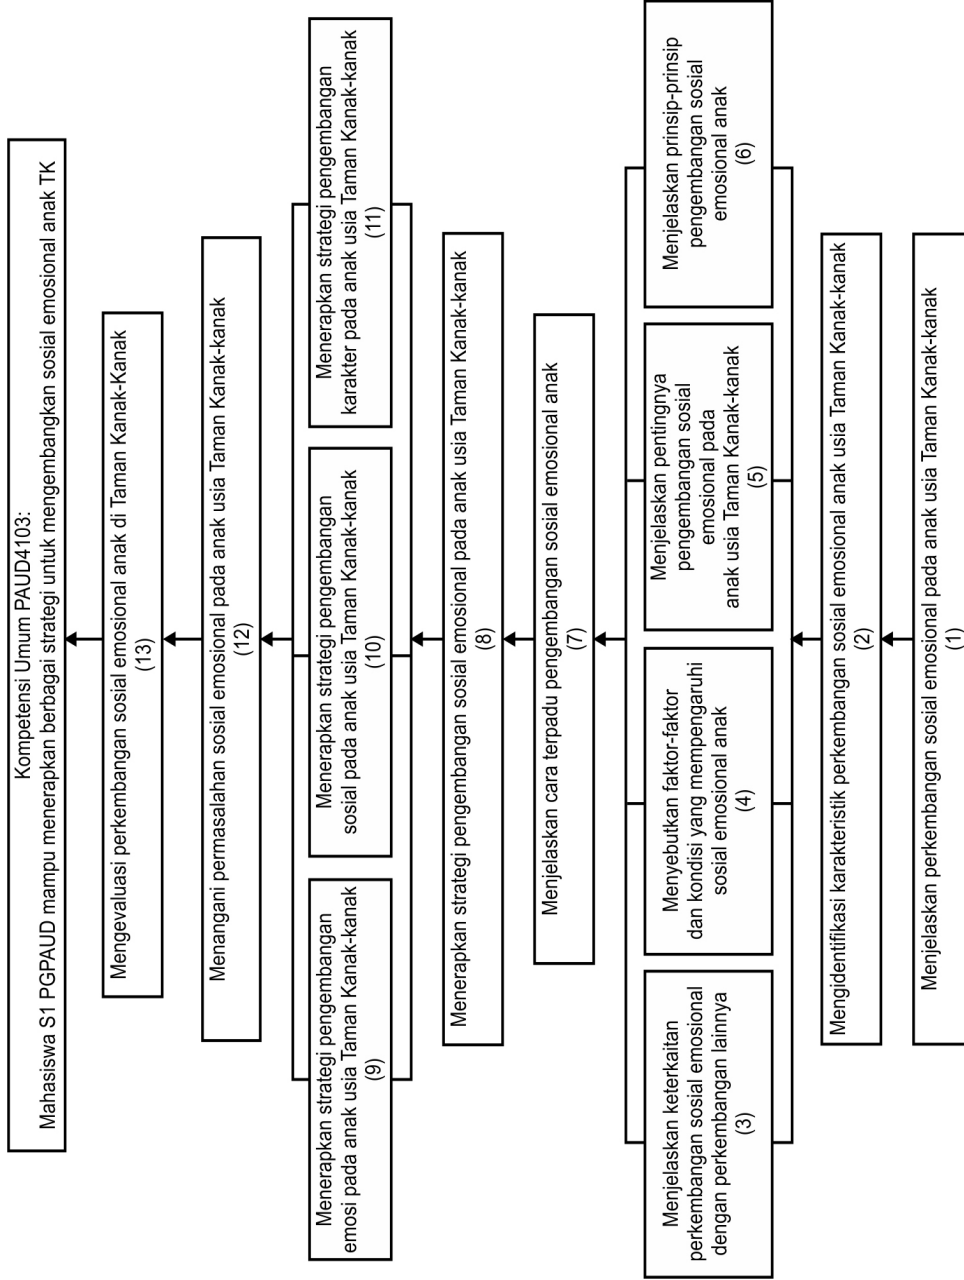 Kompetensi Umum PAUD4103:
Mahasiswa S1 PGPAUD mampu menerapkan berbagai strategi untuk mengembangkan sosial emosional anak TK
Mengevaluasi perkembangan sosial emosional anak di Taman Kanak-Kanak
(13)
Menangani permasalahan sosial emosional pada anak usia Taman Kanak-kanak
(12)
Menerapkan strategi pengembangan
emosi pada anak usia Taman Kanak-kanak
(9)
Menerapkan strategi pengembangan
sosial pada anak usia Taman Kanak-kanak
(10)
Menerapkan strategi pengembangan
karakter pada anak usia Taman Kanak-kanak
(11)
Menerapkan strategi pengembangan sosial emosional pada anak usia Taman Kanak-kanak
(8)
Menjelaskan cara terpadu pengembangan sosial emosional anak
(7)
Menjelaskan keterkaitan
perkembangan sosial emosional
dengan perkembangan lainnya
(3)
Menyebutkan faktor-faktor
dan kondisi yang mempengaruhi
sosial emosional anak
(4)
Menjelaskan pentingnya
pengembangan sosial
emosional pada
anak usia Taman Kanak-kanak
(5)
Menjelaskan prinsip-prinsip
pengembangan sosial
emosional anak
(6)
Mengidentifikasi karakteristik perkembangan sosial emosional anak usia Taman Kanak-kanak
(2)
Menjelaskan perkembangan sosial emosional pada anak usia Taman Kanak-kanak
(1)